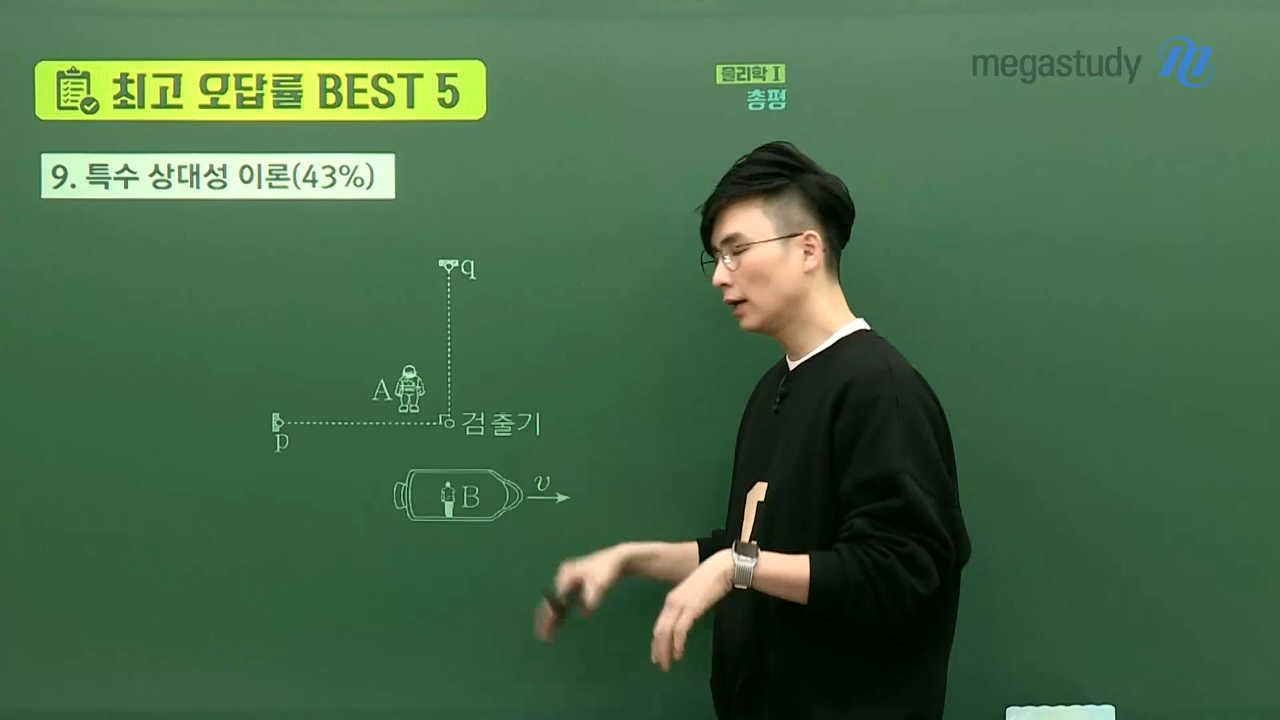 최고 오답률 BEST 5
물리학 I
총평
megastudy
9. 특수 상대성 이론(43%)
q
A
검출기
p
B
v